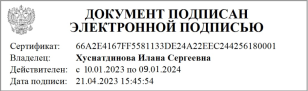 ДОКУМЕНТ ПОДПИСАН
ЭЛЕКТРОННОЙ ПОДПИСЬЮ
Сертификат: 66A2E4167FF5581133DE24A22EEC244256180001
Владелец: Хуснатдинова Илана Сергеевна
Действителен: с 10.01.2023 по 09.01.2024
Дата подписи: 21.04.2023 15:45:54